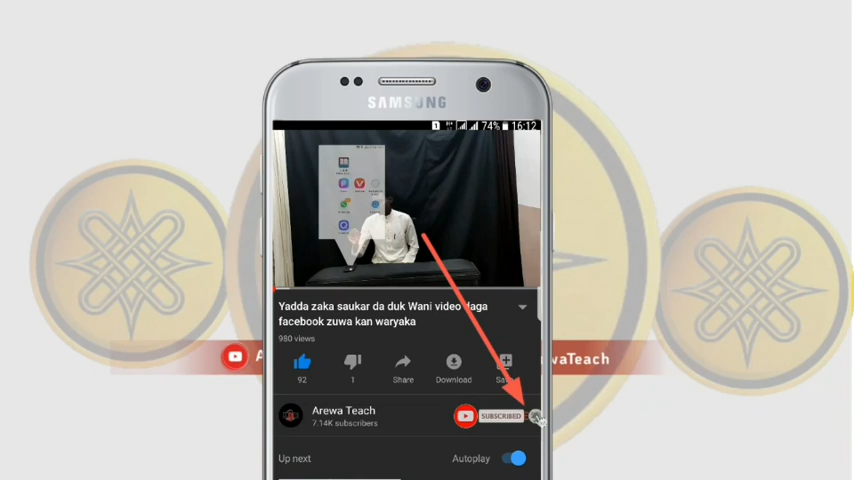 SAMSUNG
1 74% 16:12
Yadda zaka saukar da duk Wani video daga
facebook zuwa kan waryaka
980 views
92 1 Share Download
Arewa Teach
7.14K subscribers
SUBSCRIBED
Up next Autoplay